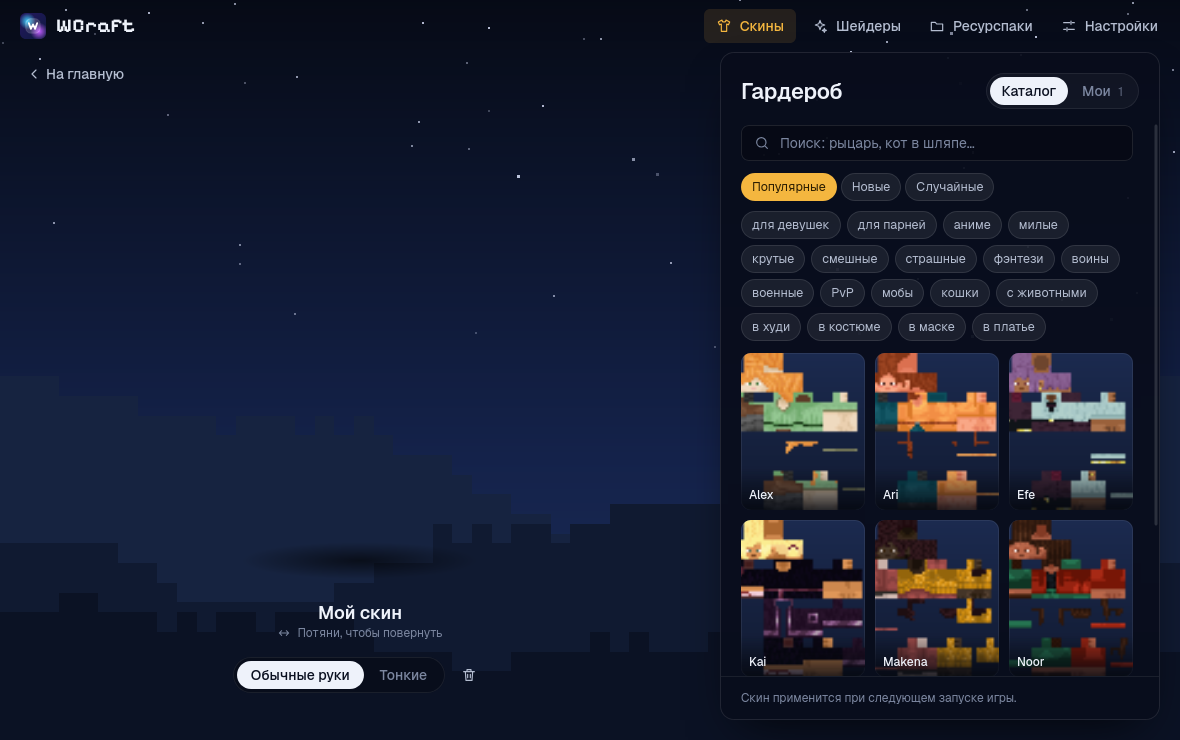 WCraft
Скины
Шейдеры
Ресурспаки
Настройки
На главную
Гардероб
Каталог
Мои 1
Поиск: рыцарь, кот в шляпе…
Популярные
Новые
Случайные
для девушек
для парней
аниме
милые
крутые
смешные
страшные
фэнтези
воины
военные
PvP
мобы
кошки
с животными
в худи
в костюме
в маске
в платье
Alex
Ari
Efe
Kai
Makena
Noor
Мой скин
Потяни, чтобы повернуть
Обычные руки
Тонкие
Скин применится при следующем запуске игры.